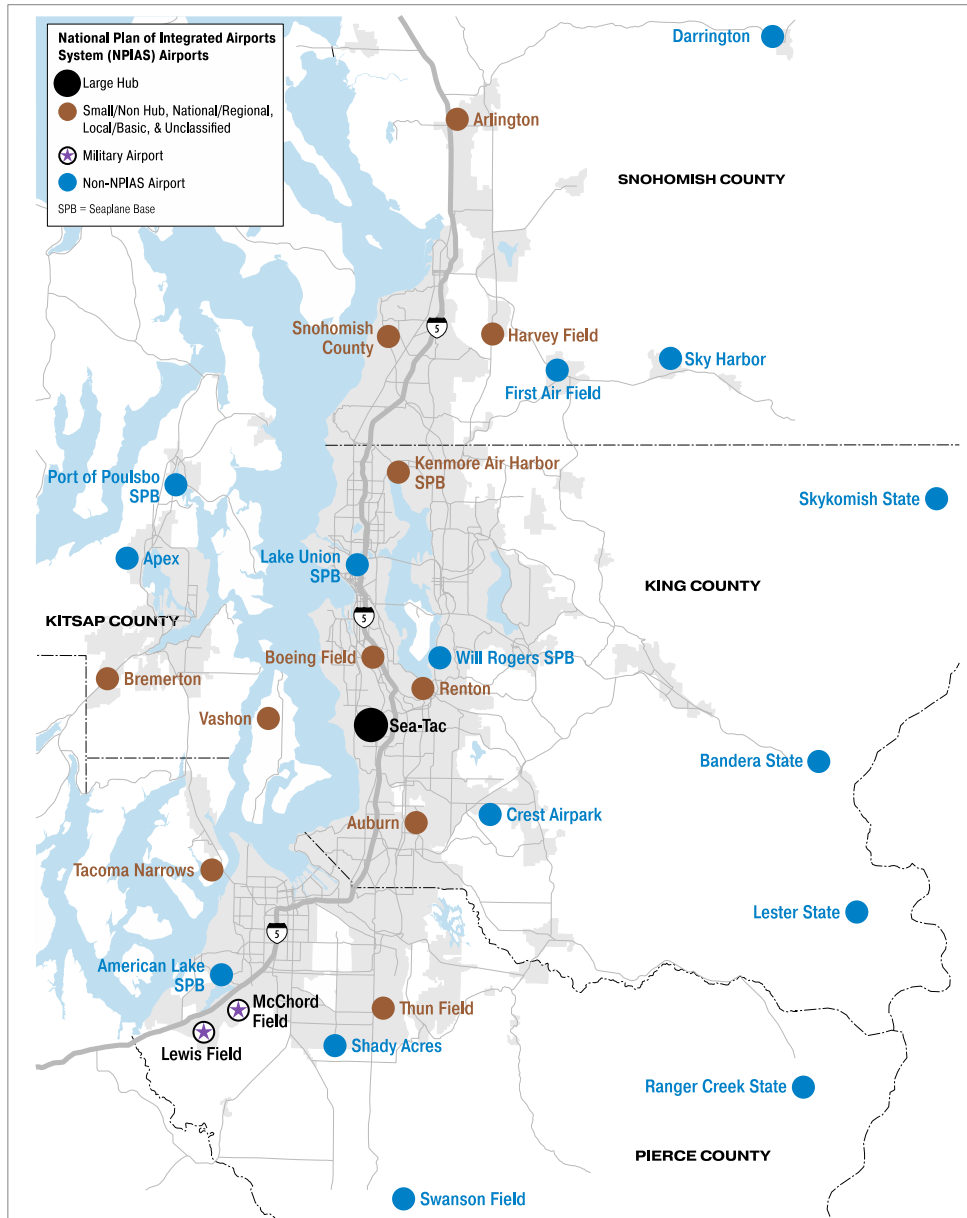 National Plan of Integrated Airports
System (NPIAS) Airports
Large Hub
Small/Non Hub, National/Regional,
Local/Basic, & Unclassified
Military Airport
Non-NPIAS Airport
SPB = Seaplane Base
Darrington
Arlington
SNOHOMISH COUNTY
Snohomish
County
5
Harvey Field
Sky Harbor
First Air Field
Kenmore Air Harbor
SPB
Port of Poulsbo
SPB
Skykomish State
Apex
Lake Union
SPB
KING COUNTY
KITSAP COUNTY
5
Boeing Field
Will Rogers SPB
Bremerton
Renton
Vashon
Sea-Tac
Bandera State
Auburn
Crest Airpark
Tacoma Narrows
Lester State
5
American Lake
SPB
McChord
Field
Thun Field
Lewis Field
Shady Acres
Ranger Creek State
PIERCE COUNTY
Swanson Field